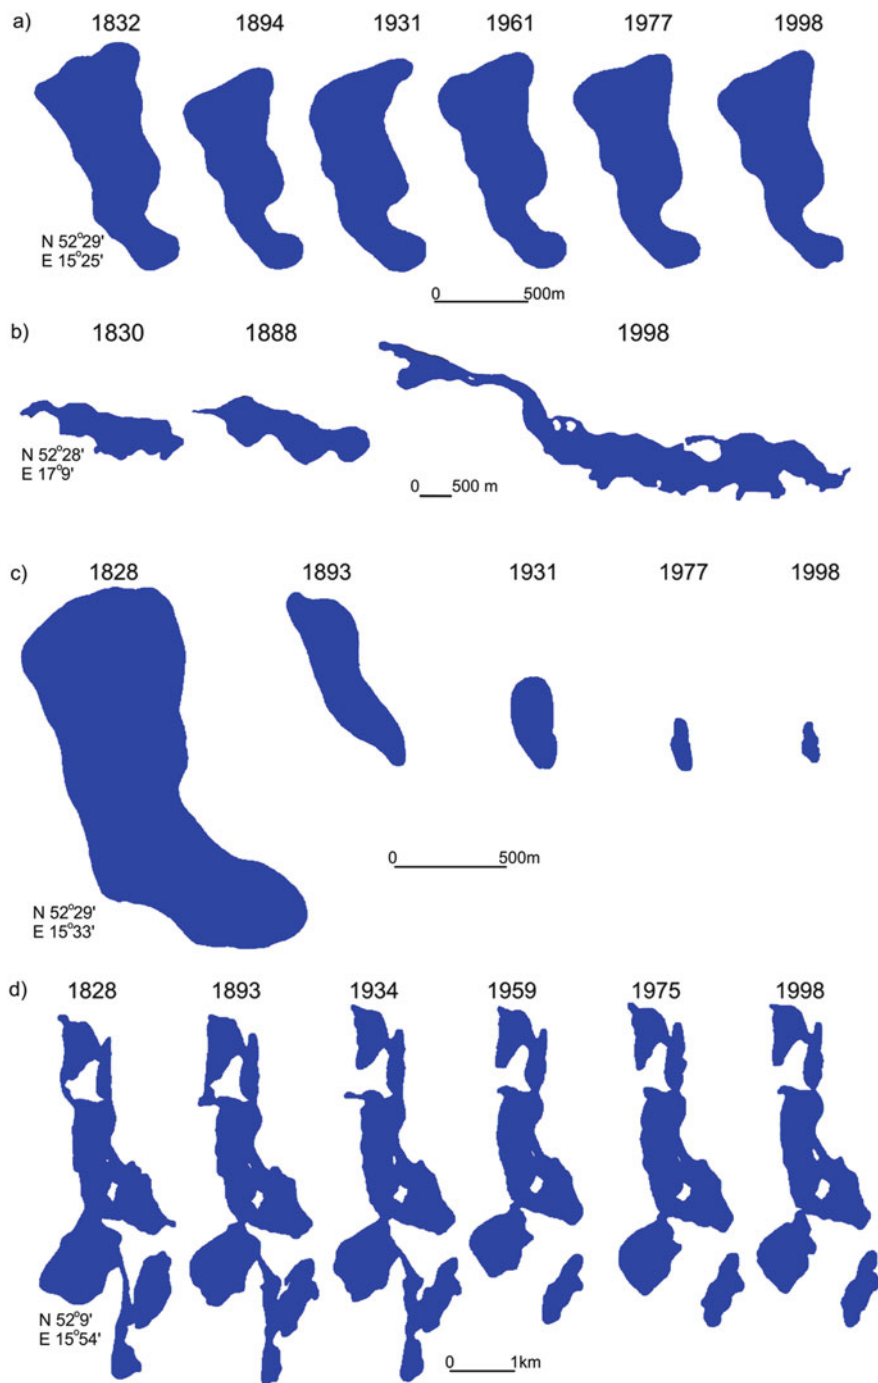 a)
1832 1894 1931 1961 1977 1998
N 52°29'
E 15°25'
0 500m
b)
1830 1888 1998
N 52°28'
E 17°9'
0 500 m
c)
1828 1893 1931 1977 1998
0 500m
N 52°29'
E 15°33'
d)
1828 1893 1934 1959 1975 1998
N 52°9'
E 15°54'
0 1km